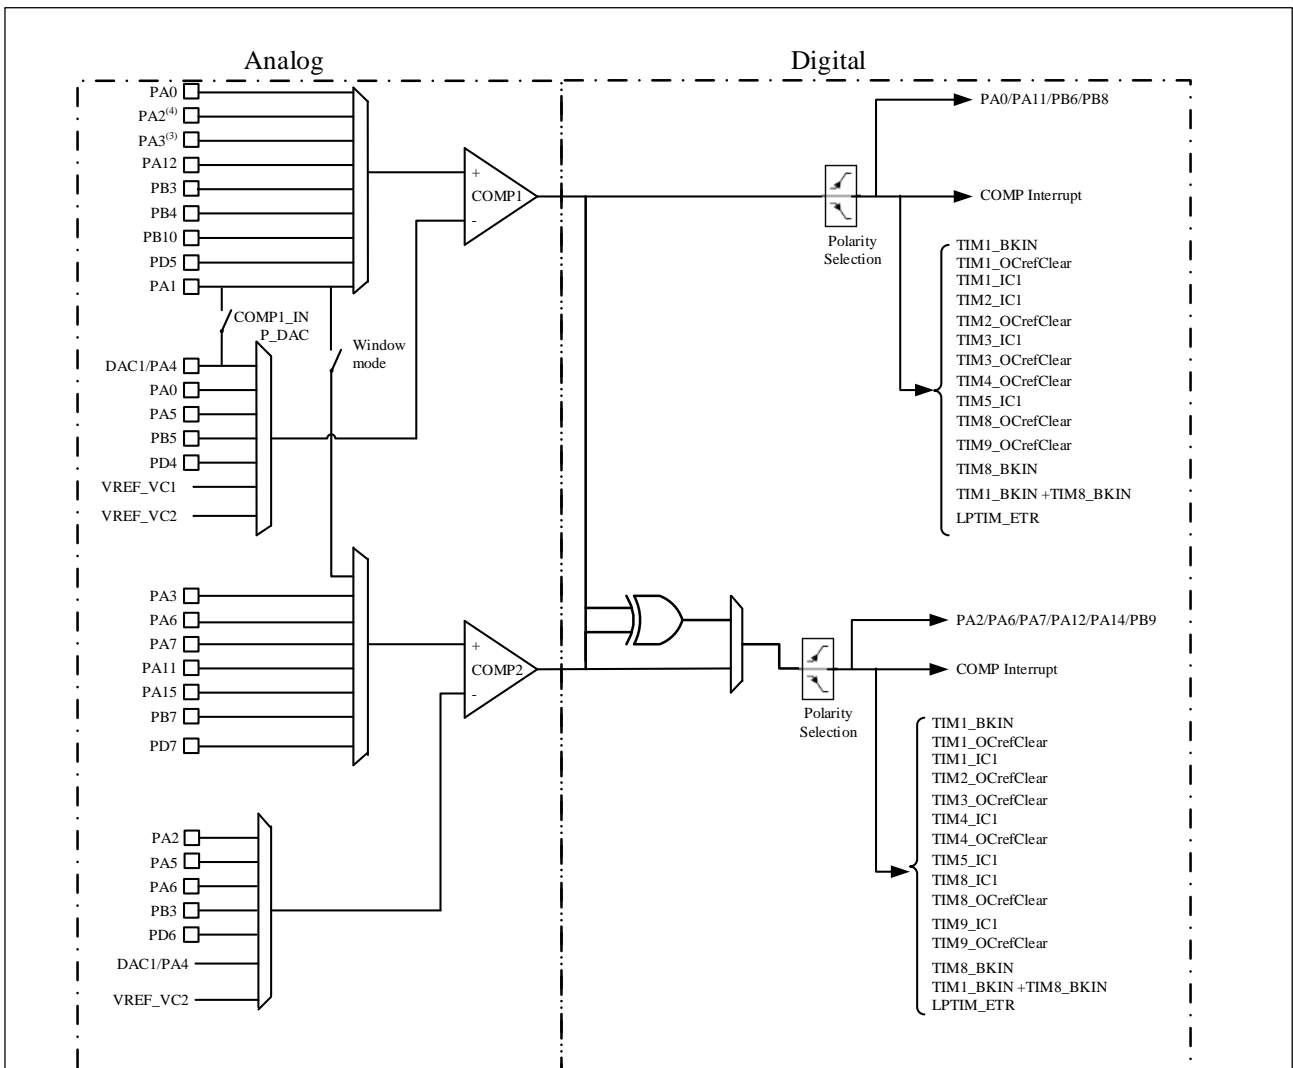 Analog
Digital
PA0
PA2(4)
PA3(3)
PA12
PB3
PB4
PB10
PD5
PA1
COMP1_IN
P_DAC
Window
mode
DAC1/PA4
PA0
PA5
PB5
PD4
VREF_VC1
VREF_VC2
+
COMP1
-
Polarity
Selection
PA0/PA11/PB6/PB8
COMP Interrupt
TIM1_BKIN
TIM1_OCrefClear
TIM1_IC1
TIM2_IC1
TIM2_OCrefClear
TIM3_IC1
TIM3_OCrefClear
TIM4_OCrefClear
TIM5_IC1
TIM8_OCrefClear
TIM9_OCrefClear
TIM8_BKIN
TIM1_BKIN +TIM8_BKIN
LPTIM_ETR
PA3
PA6
PA7
PA11
PA15
PB7
PD7
+
COMP2
-
PA2
PA5
PA6
PB3
PD6
DAC1/PA4
VREF_VC2
Polarity
Selection
PA2/PA6/PA7/PA12/PA14/PB9
COMP Interrupt
TIM1_BKIN
TIM1_OCrefClear
TIM1_IC1
TIM2_OCrefClear
TIM3_OCrefClear
TIM4_IC1
TIM4_OCrefClear
TIM5_IC1
TIM8_IC1
TIM8_OCrefClear
TIM9_IC1
TIM9_OCrefClear
TIM8_BKIN
TIM1_BKIN +TIM8_BKIN
LPTIM_ETR